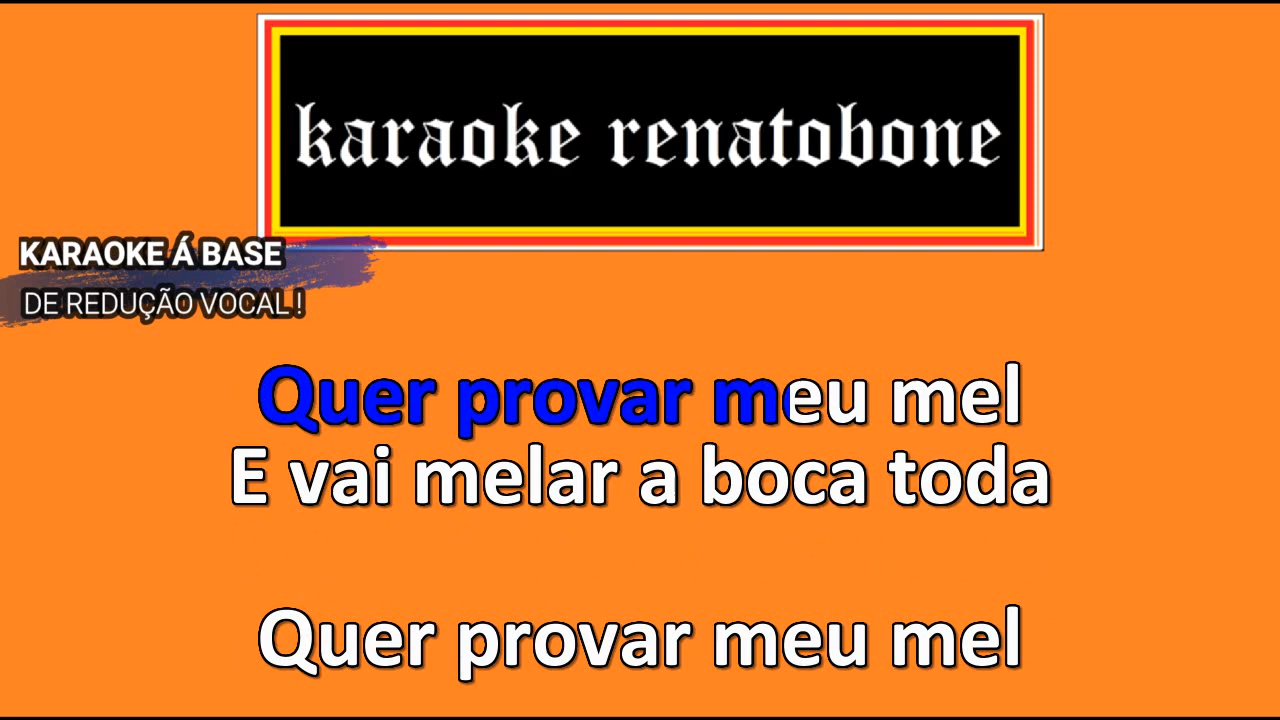 karaoke renatobone
KARAOKE Á BASE
DE REDUÇÃO VOCAL !
Quer provar meu mel
E vai melar a boca toda
Quer provar meu mel